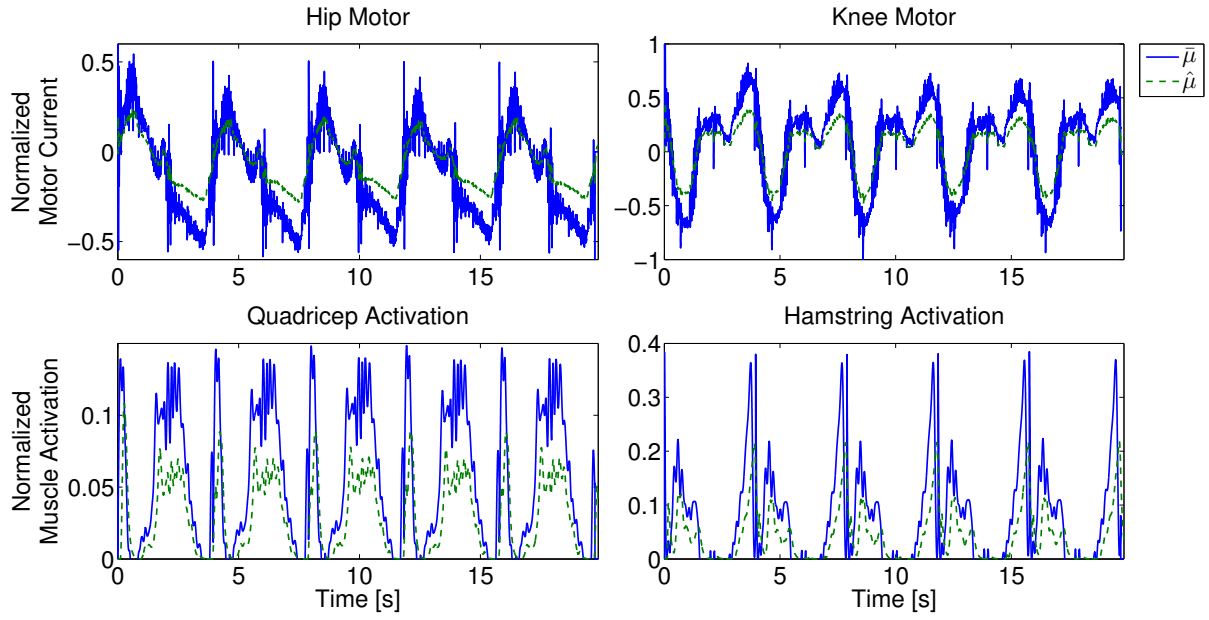 Hip Motor
Knee Motor
Normalized
Motor Current
0.5
0
−0.5
0 5 10 15
1
0.5
0
−0.5
−1
0 5 10 15
μ̄
μ̂
Quadricep Activation
Hamstring Activation
Normalized
Muscle Activation
0.1
0.05
0
0 5 10 15
Time [s]
0.4
0.3
0.2
0.1
0
0 5 10 15
Time [s]